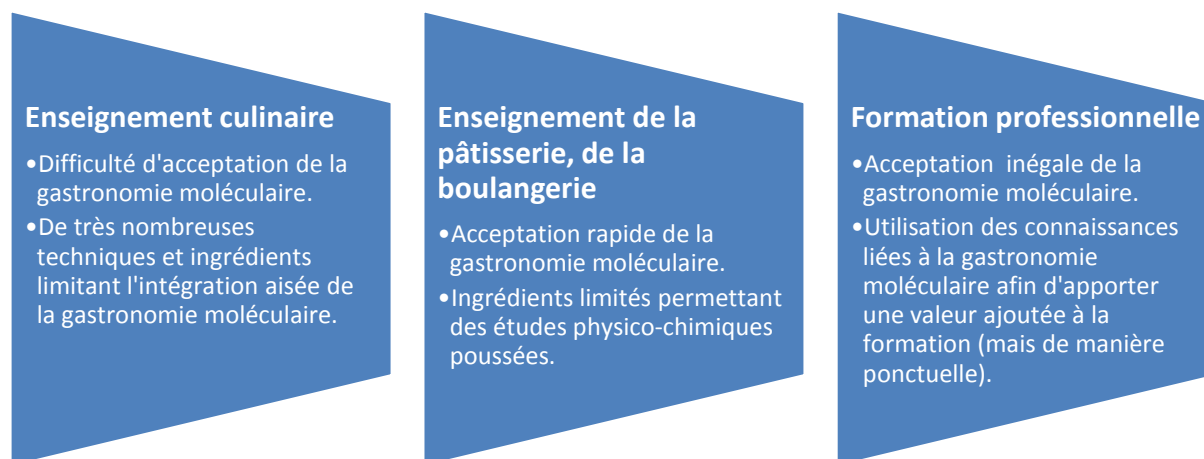 Enseignement culinaire
•Difficulté d'acceptation de la
gastronomie moléculaire.
•De très nombreuses
techniques et ingrédients
limitant l'intégration aisée de
la gastronomie moléculaire.
Enseignement de la
pâtisserie, de la
boulangerie
•Acceptation rapide de la
gastronomie moléculaire.
•Ingrédients limités permettant
des études physico-chimiques
poussées.
Formation professionnelle
•Acceptation inégale de la
gastronomie moléculaire.
•Utilisation des connaissances
liées à la gastronomie
moléculaire afin d'apporter
une valeur ajoutée à la
formation (mais de manière
ponctuelle).